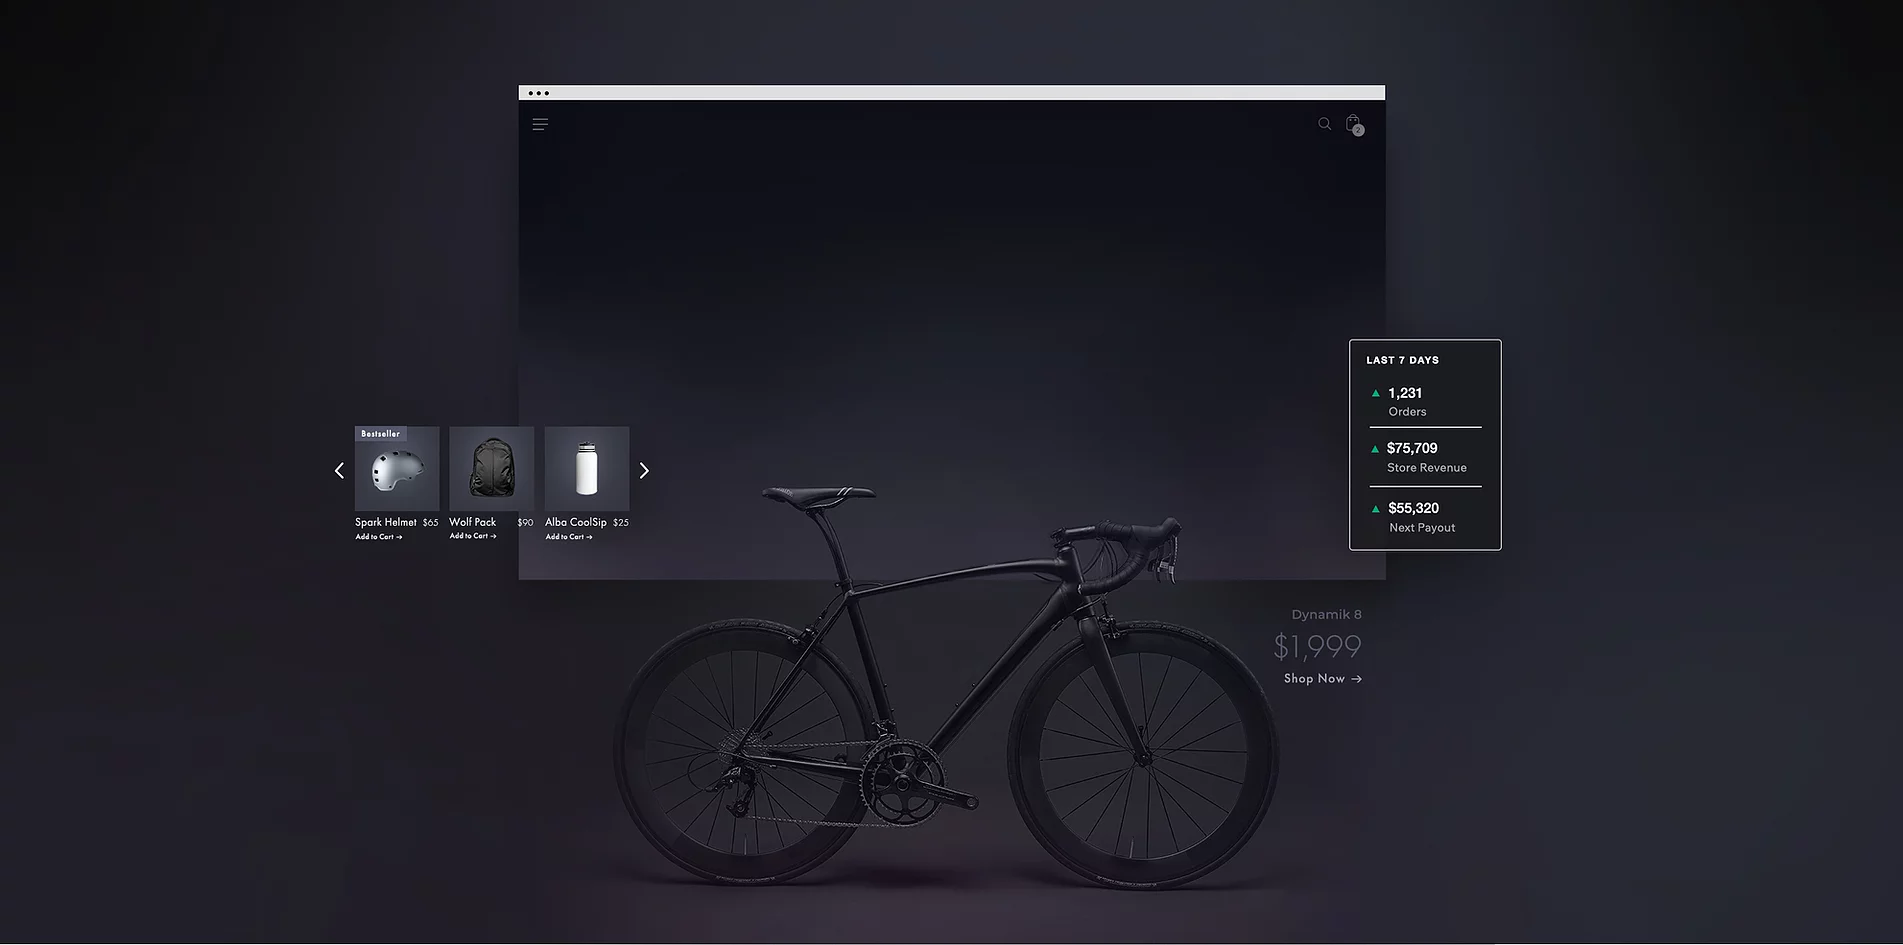 2
LAST 7 DAYS
1,231
Orders
$75,709
Store Revenue
$55,320
Next Payout
Bestseller
Spark Helmet $65
Add to Cart →
Wolf Pack $90
Add to Cart →
Alba CoolSip $25
Add to Cart →
Dynamik 8
$1,999
Shop Now →